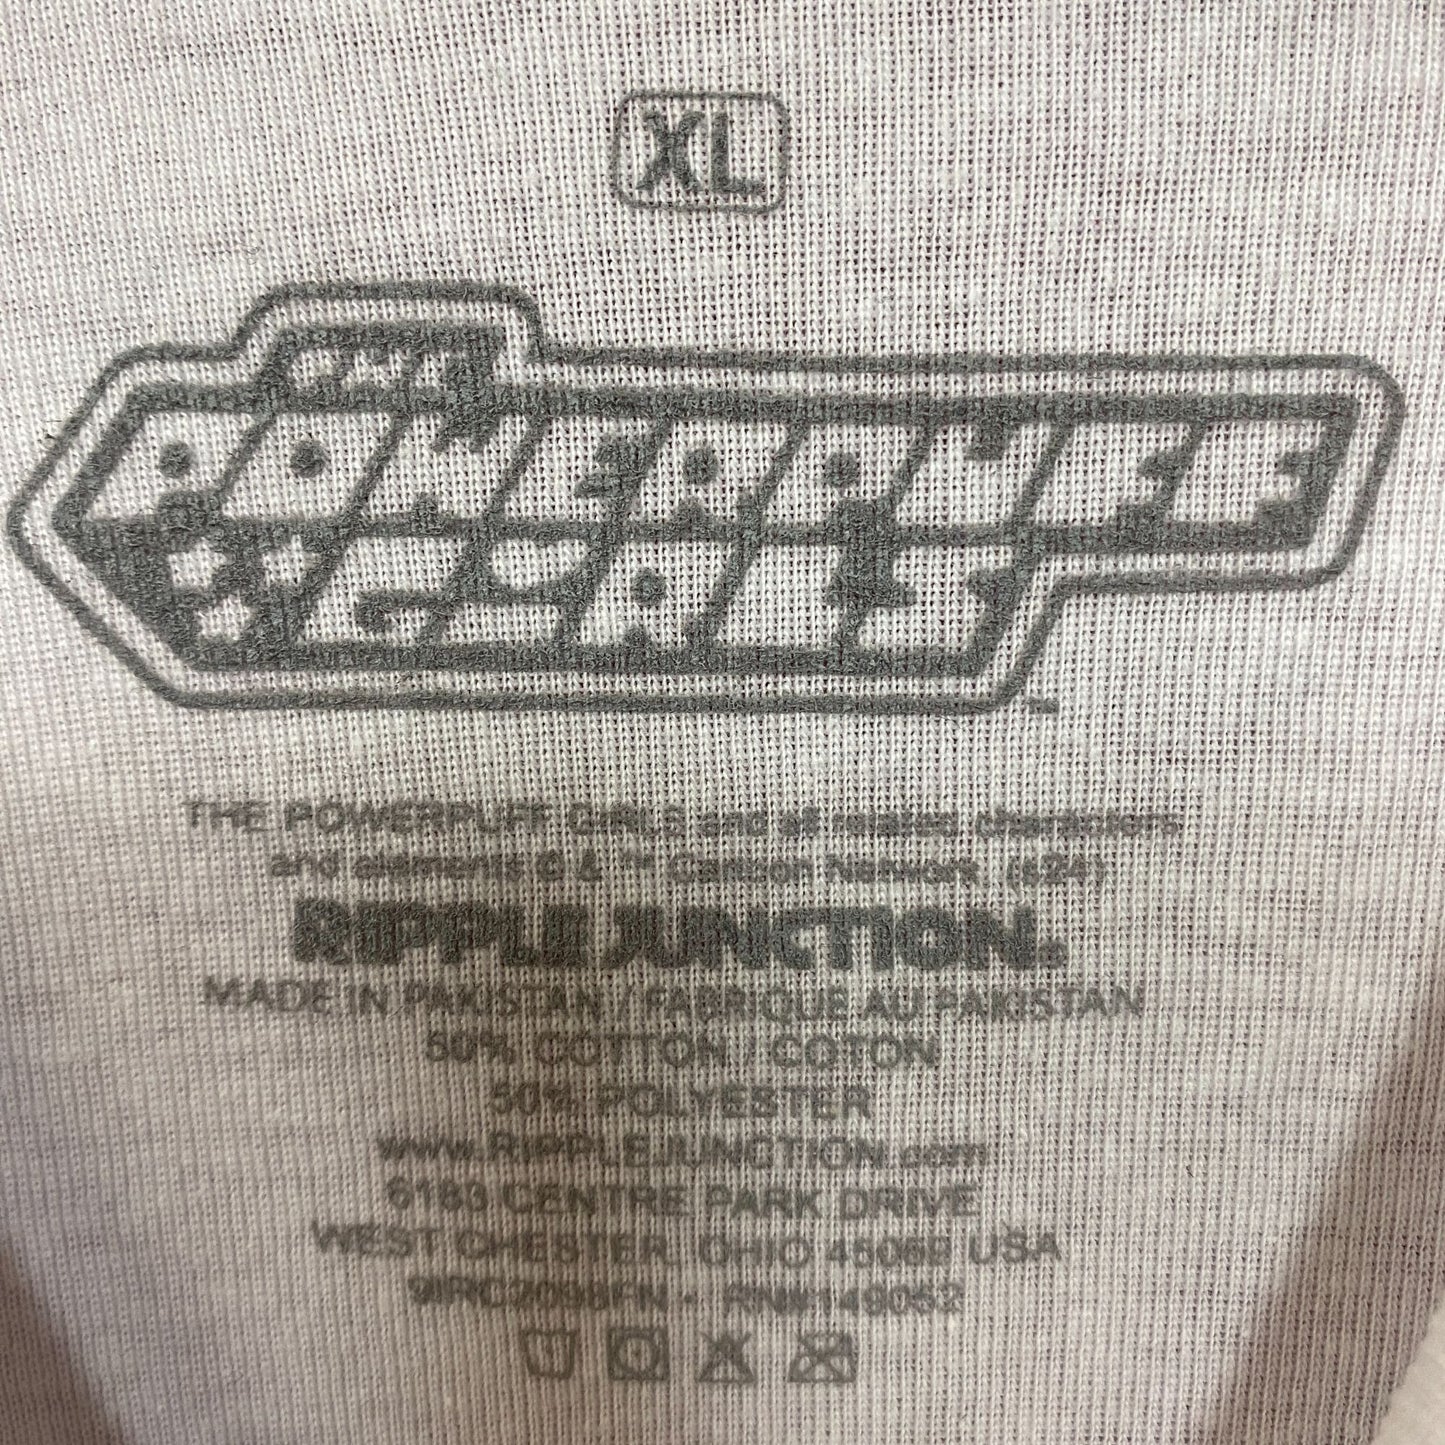 XL
THE POWERPUFF GIRLS
TM
THE POWERPUFF GIRLS and all related characters
and elements © & ™ Cartoon Network. (s24)
RIPPLE JUNCTION®
MADE IN PAKISTAN / FABRIQUE AU PAKISTAN
50% COTTON / COTON
50% POLYESTER
www.RIPPLEJUNCTION.com
6183 CENTRE PARK DRIVE
WEST CHESTER, OHIO 45069 USA
RN#149052